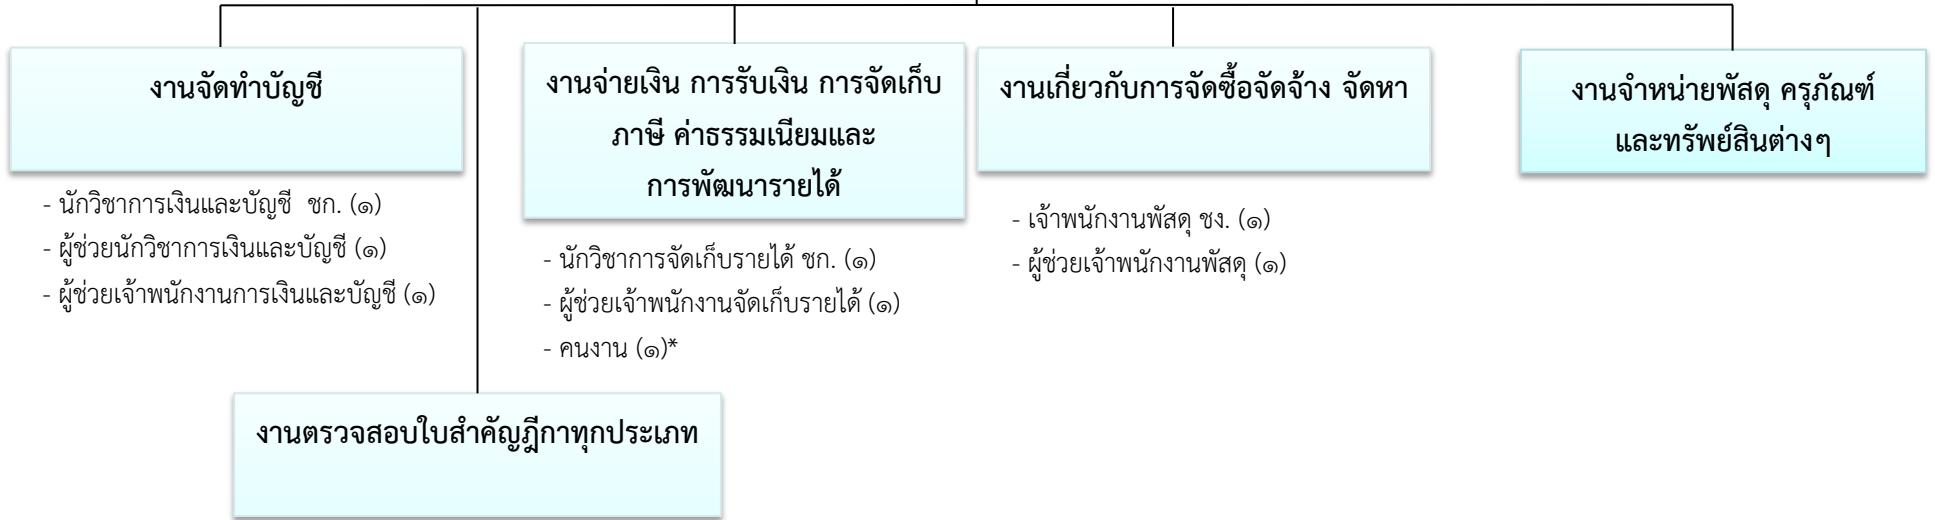 งานจัดทำบัญชี
- นักวิชาการเงินและบัญชี ชก. (๑)
- ผู้ช่วยนักวิชาการเงินและบัญชี (๑)
- ผู้ช่วยเจ้าพนักงานการเงินและบัญชี (๑)
งานจ่ายเงิน การรับเงิน การจัดเก็บ
ภาษี ค่าธรรมเนียมและ
การพัฒนารายได้
- นักวิชาการจัดเก็บรายได้ ชก. (๑)
- ผู้ช่วยเจ้าพนักงานจัดเก็บรายได้ (๑)
- คนงาน (๑)*
งานเกี่ยวกับการจัดซื้อจัดจ้าง จัดหา
- เจ้าพนักงานพัสดุ ชง. (๑)
- ผู้ช่วยเจ้าพนักงานพัสดุ (๑)
งานจำหน่ายพัสดุ ครุภัณฑ์
และทรัพย์สินต่างๆ
งานตรวจสอบใบสำคัญฎีกาทุกประเภท